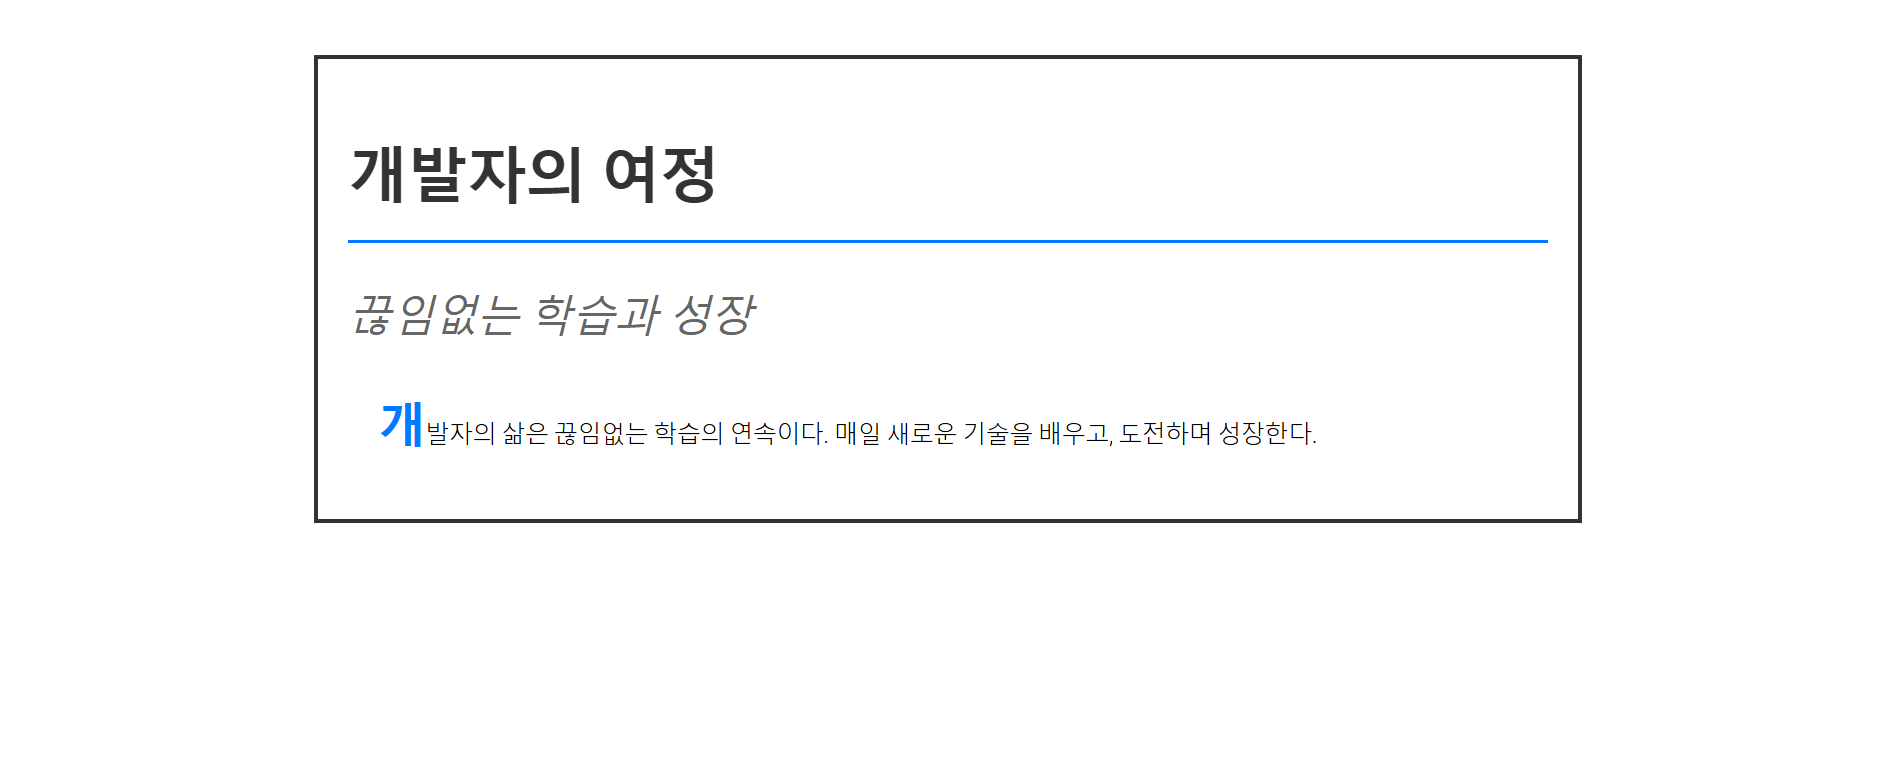 개발자의 여정
끊임없는 학습과 성장
개발자의 삶은 끊임없는 학습의 연속이다. 매일 새로운 기술을 배우고, 도전하며 성장한다.